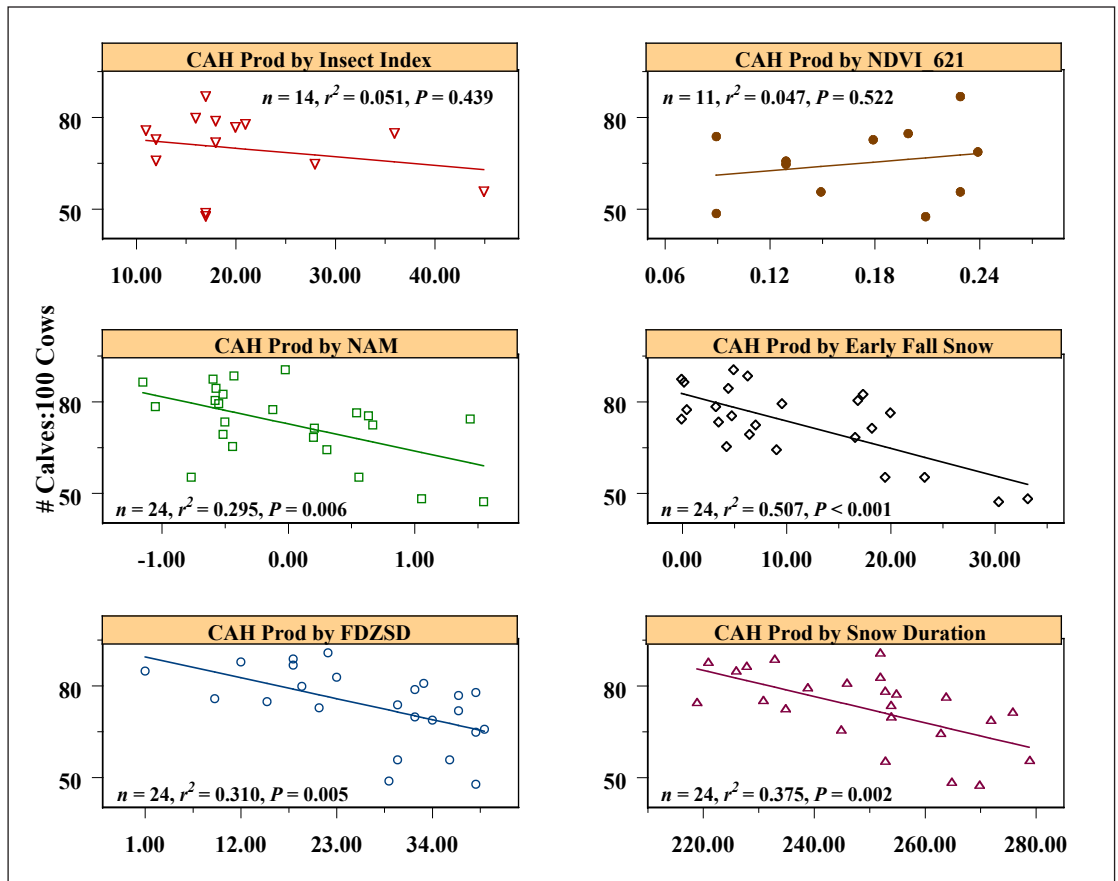 # Calves:100 Cows
CAH Prod by Insect Index
n = 14, r² = 0.051, P = 0.439
80
50
10.00 20.00 30.00 40.00
CAH Prod by NDVI_621
n = 11, r² = 0.047, P = 0.522
80
50
0.06 0.12 0.18 0.24
CAH Prod by NAM
80
50
n = 24, r² = 0.295, P = 0.006
-1.00 0.00 1.00
CAH Prod by Early Fall Snow
80
50
n = 24, r² = 0.507, P < 0.001
0.00 10.00 20.00 30.00
CAH Prod by FDZSD
80
50
n = 24, r² = 0.310, P = 0.005
1.00 12.00 23.00 34.00
CAH Prod by Snow Duration
80
50
n = 24, r² = 0.375, P = 0.002
220.00 240.00 260.00 280.00